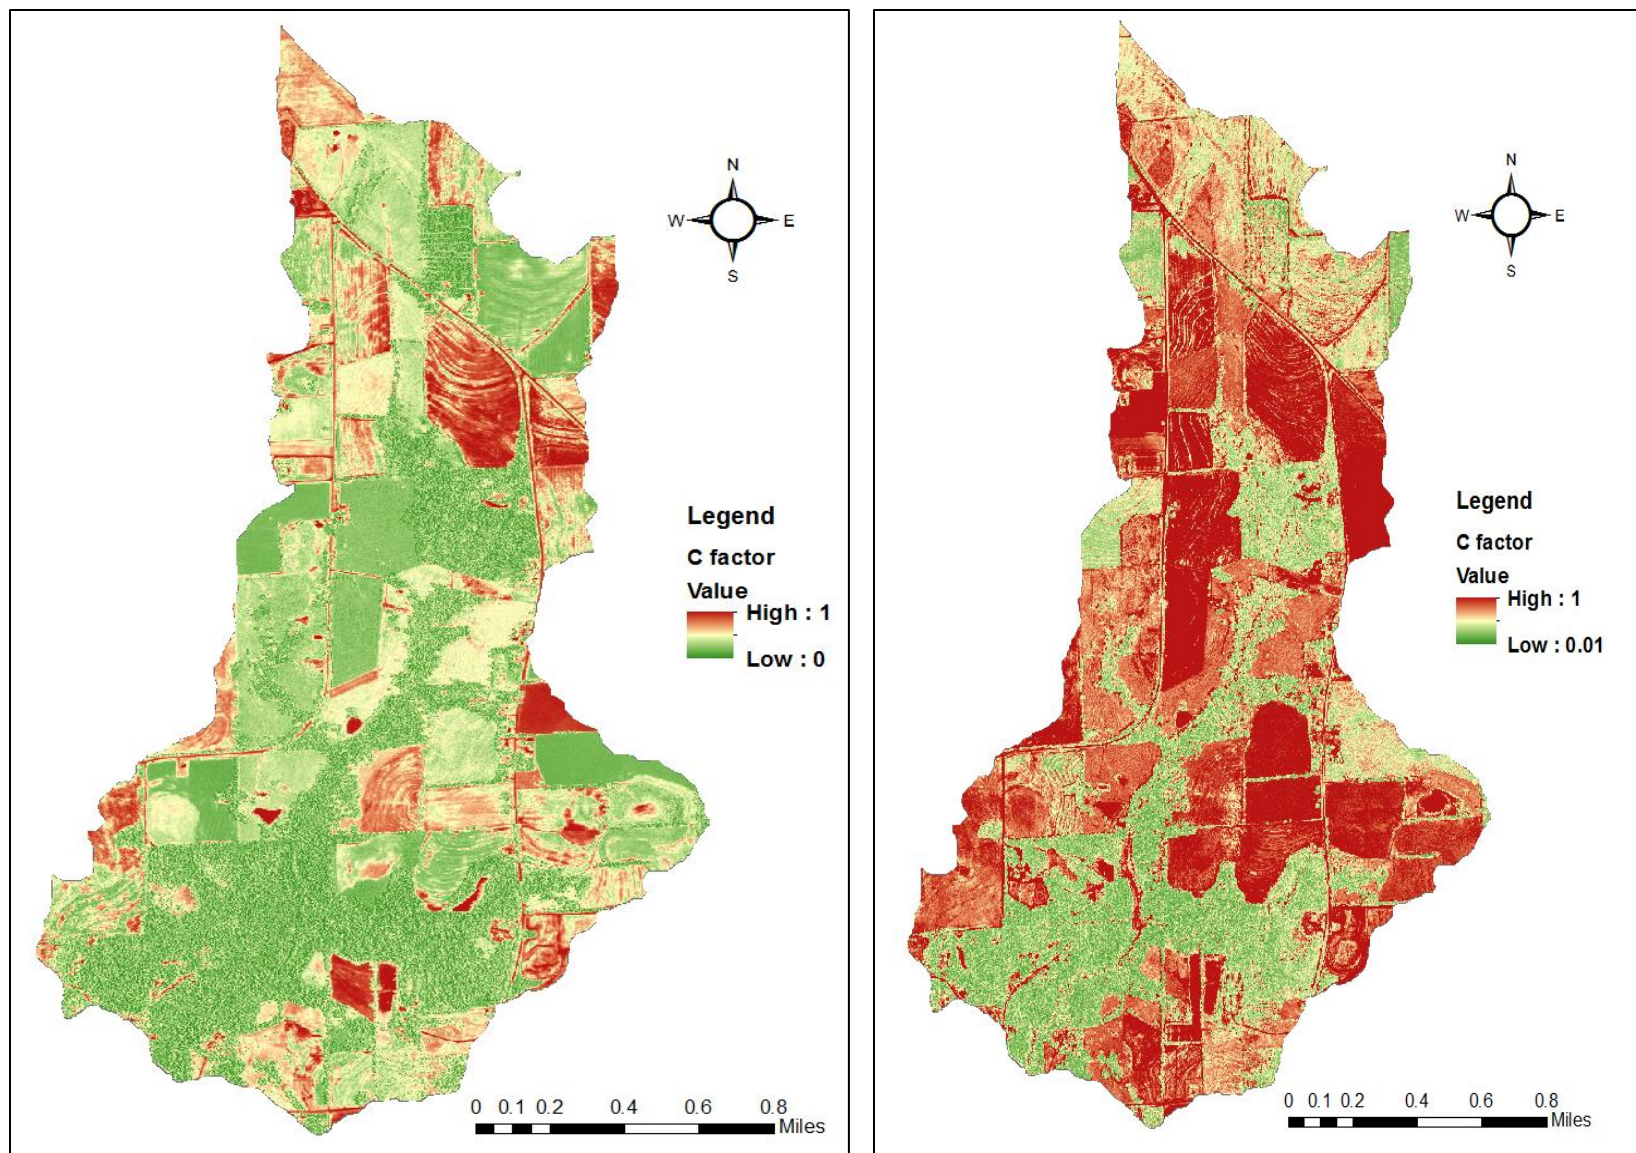 N
W E
S
Legend
C factor
Value
High : 1
Low : 0
0 0.1 0.2 0.4 0.6 0.8
Miles
N
W E
S
Legend
C factor
Value
High : 1
Low : 0.01
0 0.1 0.2 0.4 0.6 0.8
Miles